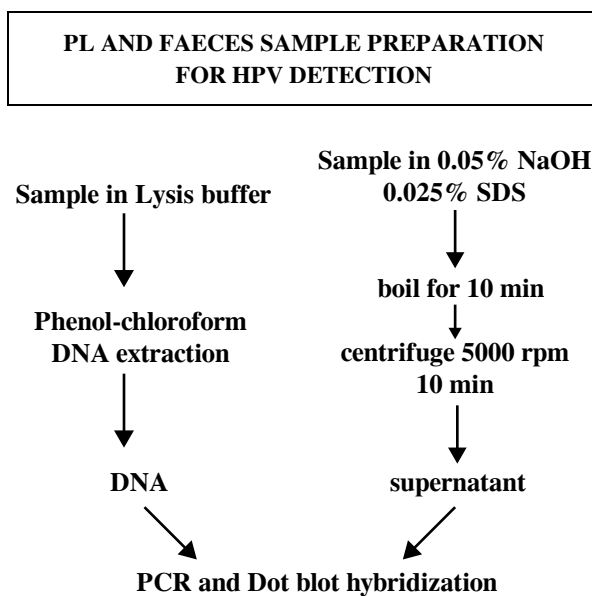 PL AND FAECES SAMPLE PREPARATION
FOR HPV DETECTION
Sample in Lysis buffer
Phenol-chloroform
DNA extraction
DNA
Sample in 0.05% NaOH
0.025% SDS
boil for 10 min
centrifuge 5000 rpm
10 min
supernatant
PCR and Dot blot hybridization